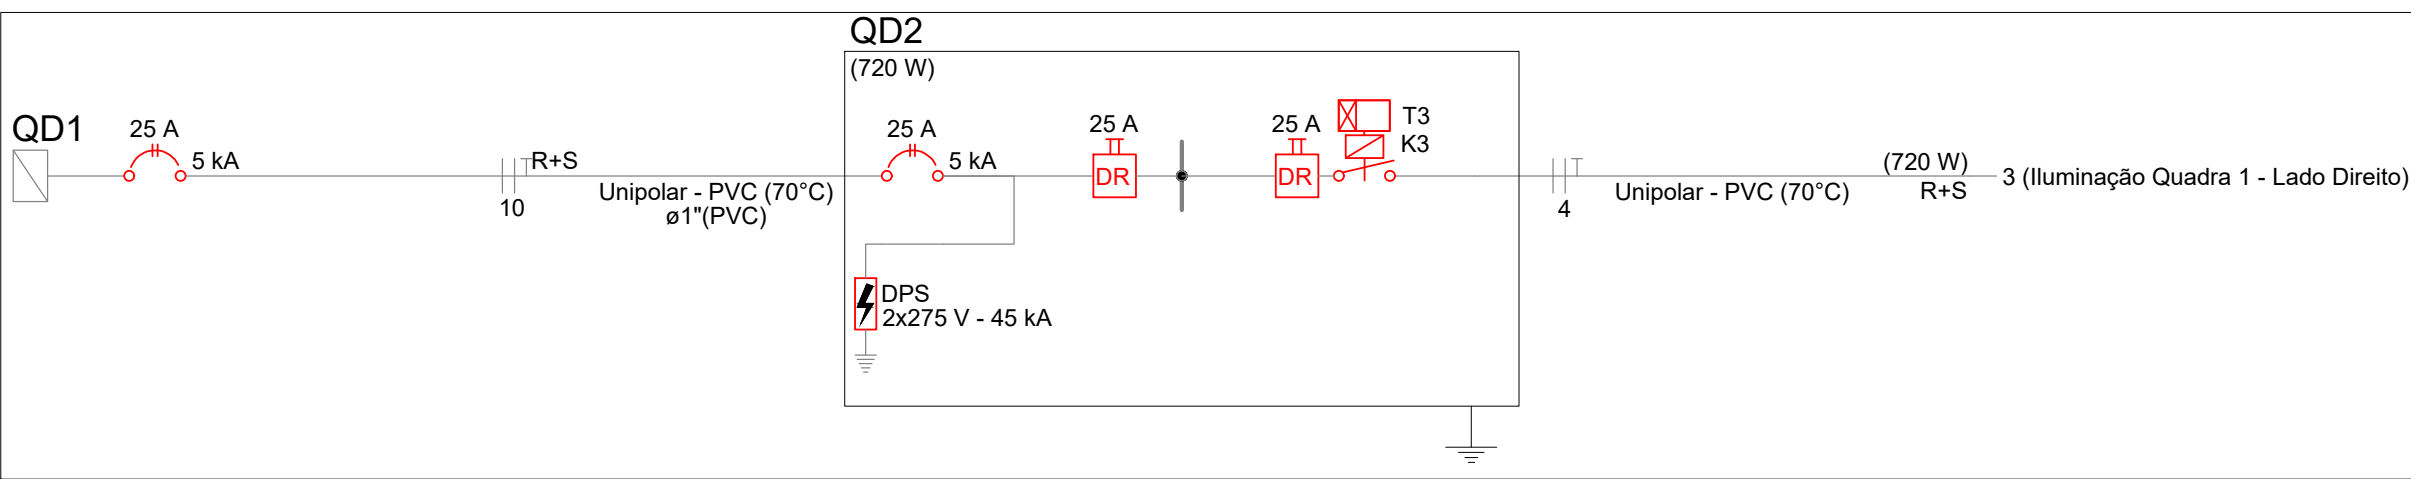 QD2
(720 W)
QD1
25 A
5 kA
R+S
10
Unipolar - PVC (70°C)
ø1"(PVC)
25 A
5 kA
25 A
DR
25 A
DR
T3
K3
DPS
2x275 V - 45 kA
4
Unipolar - PVC (70°C)
(720 W)
R+S
3 (Iluminação Quadra 1 - Lado Direito)